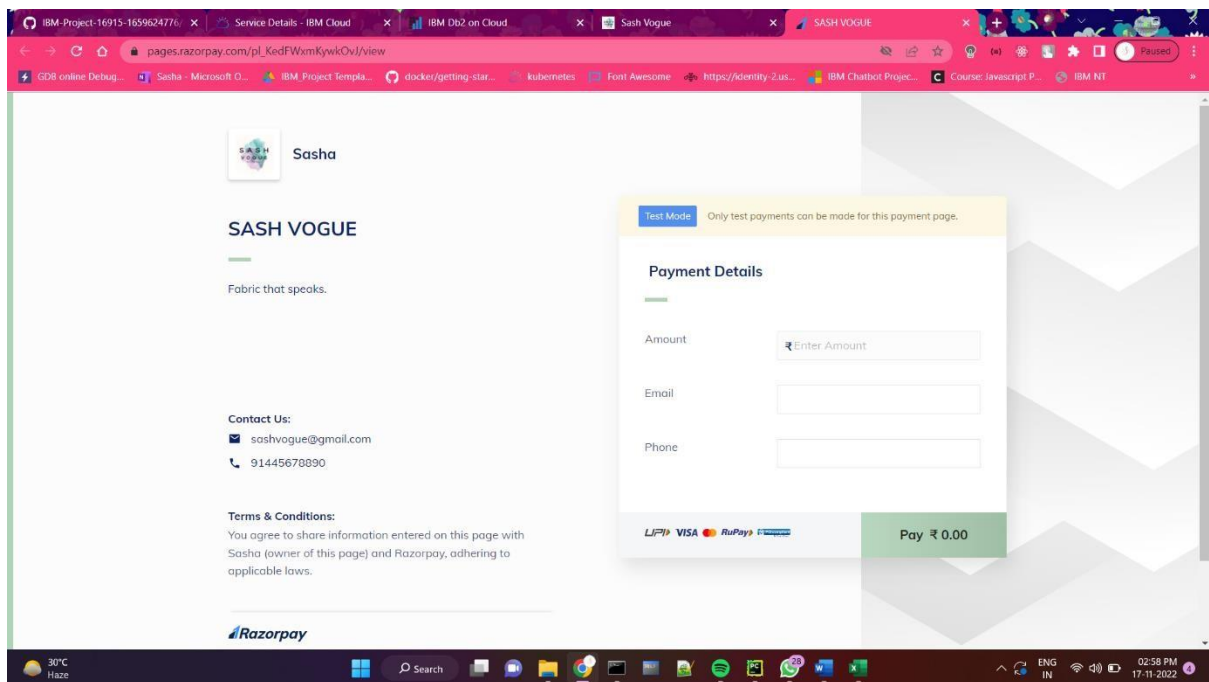 IBM-Project-16915-1659624776/
Service Details - IBM Cloud
IBM Db2 on Cloud
Sash Vogue
SASH VOGUE
pages.razorpay.com/pl_KedFWxmKywkOvJ/view
Paused
GDB online Debug...
Sasha - Microsoft O...
IBM_Project Templa...
docker/getting-star...
kubernetes
Font Awesome
https://identity-2.us...
IBM Chatbot Projec...
Course: Javascript P...
IBM NT
SASH
VOGUE
Sasha
SASH VOGUE
Fabric that speaks.
Contact Us:
sashvogue@gmail.com
91445678890
Terms & Conditions:
You agree to share information entered on this page with
Sasha (owner of this page) and Razorpay, adhering to
applicable laws.
Razorpay
Test Mode Only test payments can be made for this payment page.
Payment Details
Amount ₹ Enter Amount
Email
Phone
UPI VISA RuPay
Pay ₹ 0.00
30°C
Haze
Search
28
ENG
IN
02:58 PM
17-11-2022
4